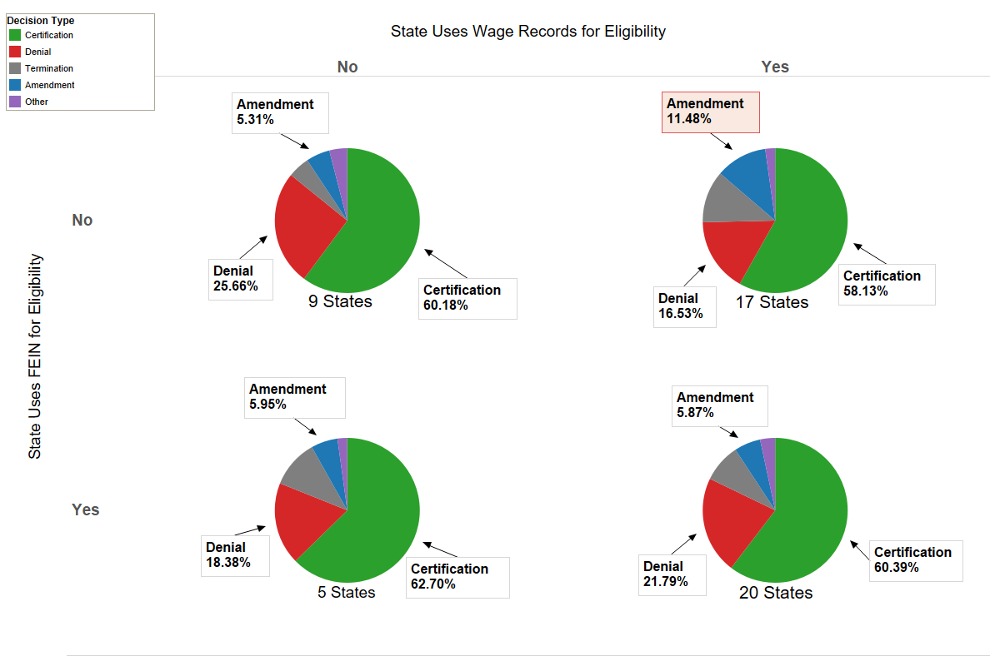 Decision Type
Certification
Denial
Termination
Amendment
Other
State Uses Wage Records for Eligibility
No
Yes
State Uses FEIN for Eligibility
No
Amendment
5.31%
Denial
25.66%
Certification
60.18%
9 States
Amendment
11.48%
Denial
16.53%
Certification
58.13%
17 States
Yes
Amendment
5.95%
Denial
18.38%
Certification
62.70%
5 States
Amendment
5.87%
Denial
21.79%
Certification
60.39%
20 States